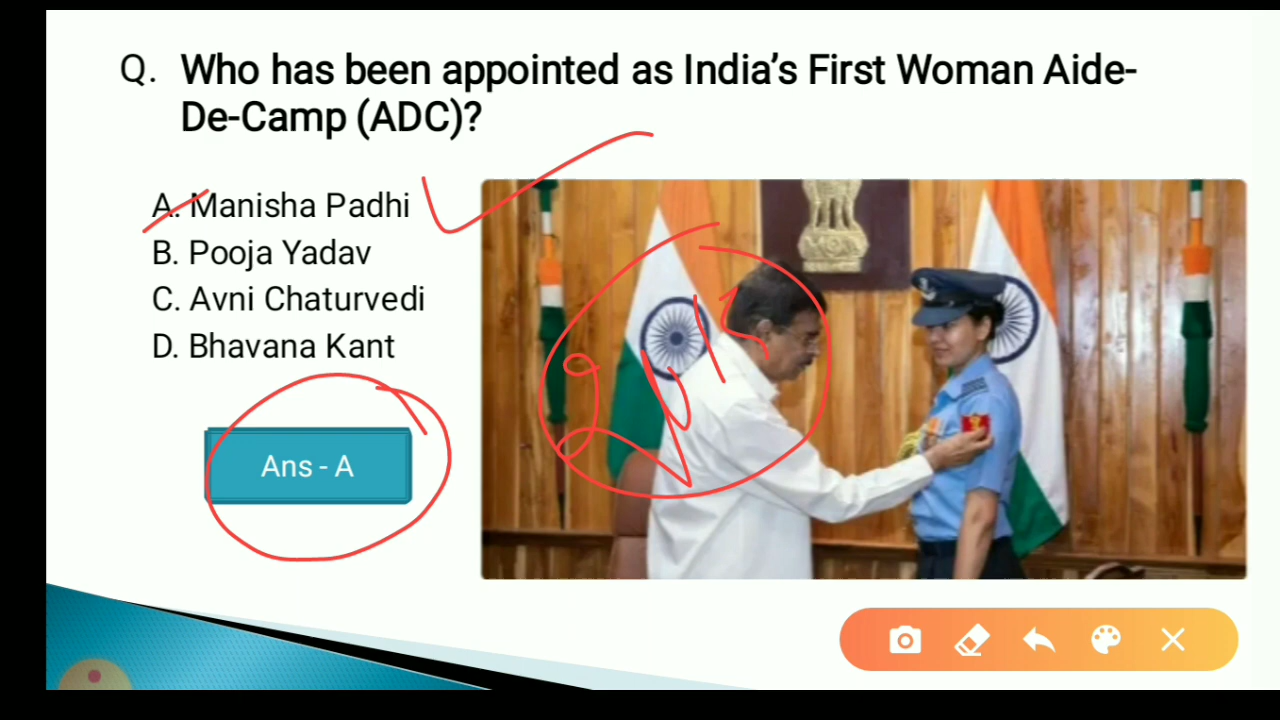 Q. Who has been appointed as India's First Woman Aide-
De-Camp (ADC)?
A. Manisha Padhi
B. Pooja Yadav
C. Avni Chaturvedi
D. Bhavana Kant
Ans - A